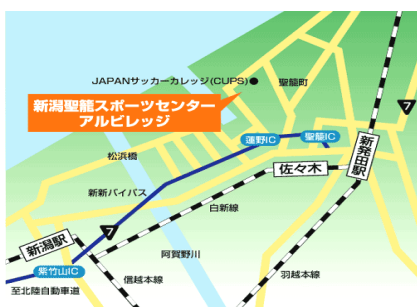 JAPANサッカーカレッジ(CUPS)
聖籠町
新潟聖籠スポーツセンター
アルビレッジ
7
蓮野IC
聖籠IC
新発田駅
松浜橋
佐々木
新新バイパス
白新線
7
新潟駅
阿賀野川
紫竹山IC
信越本線
羽越本線
至北陸自動車道